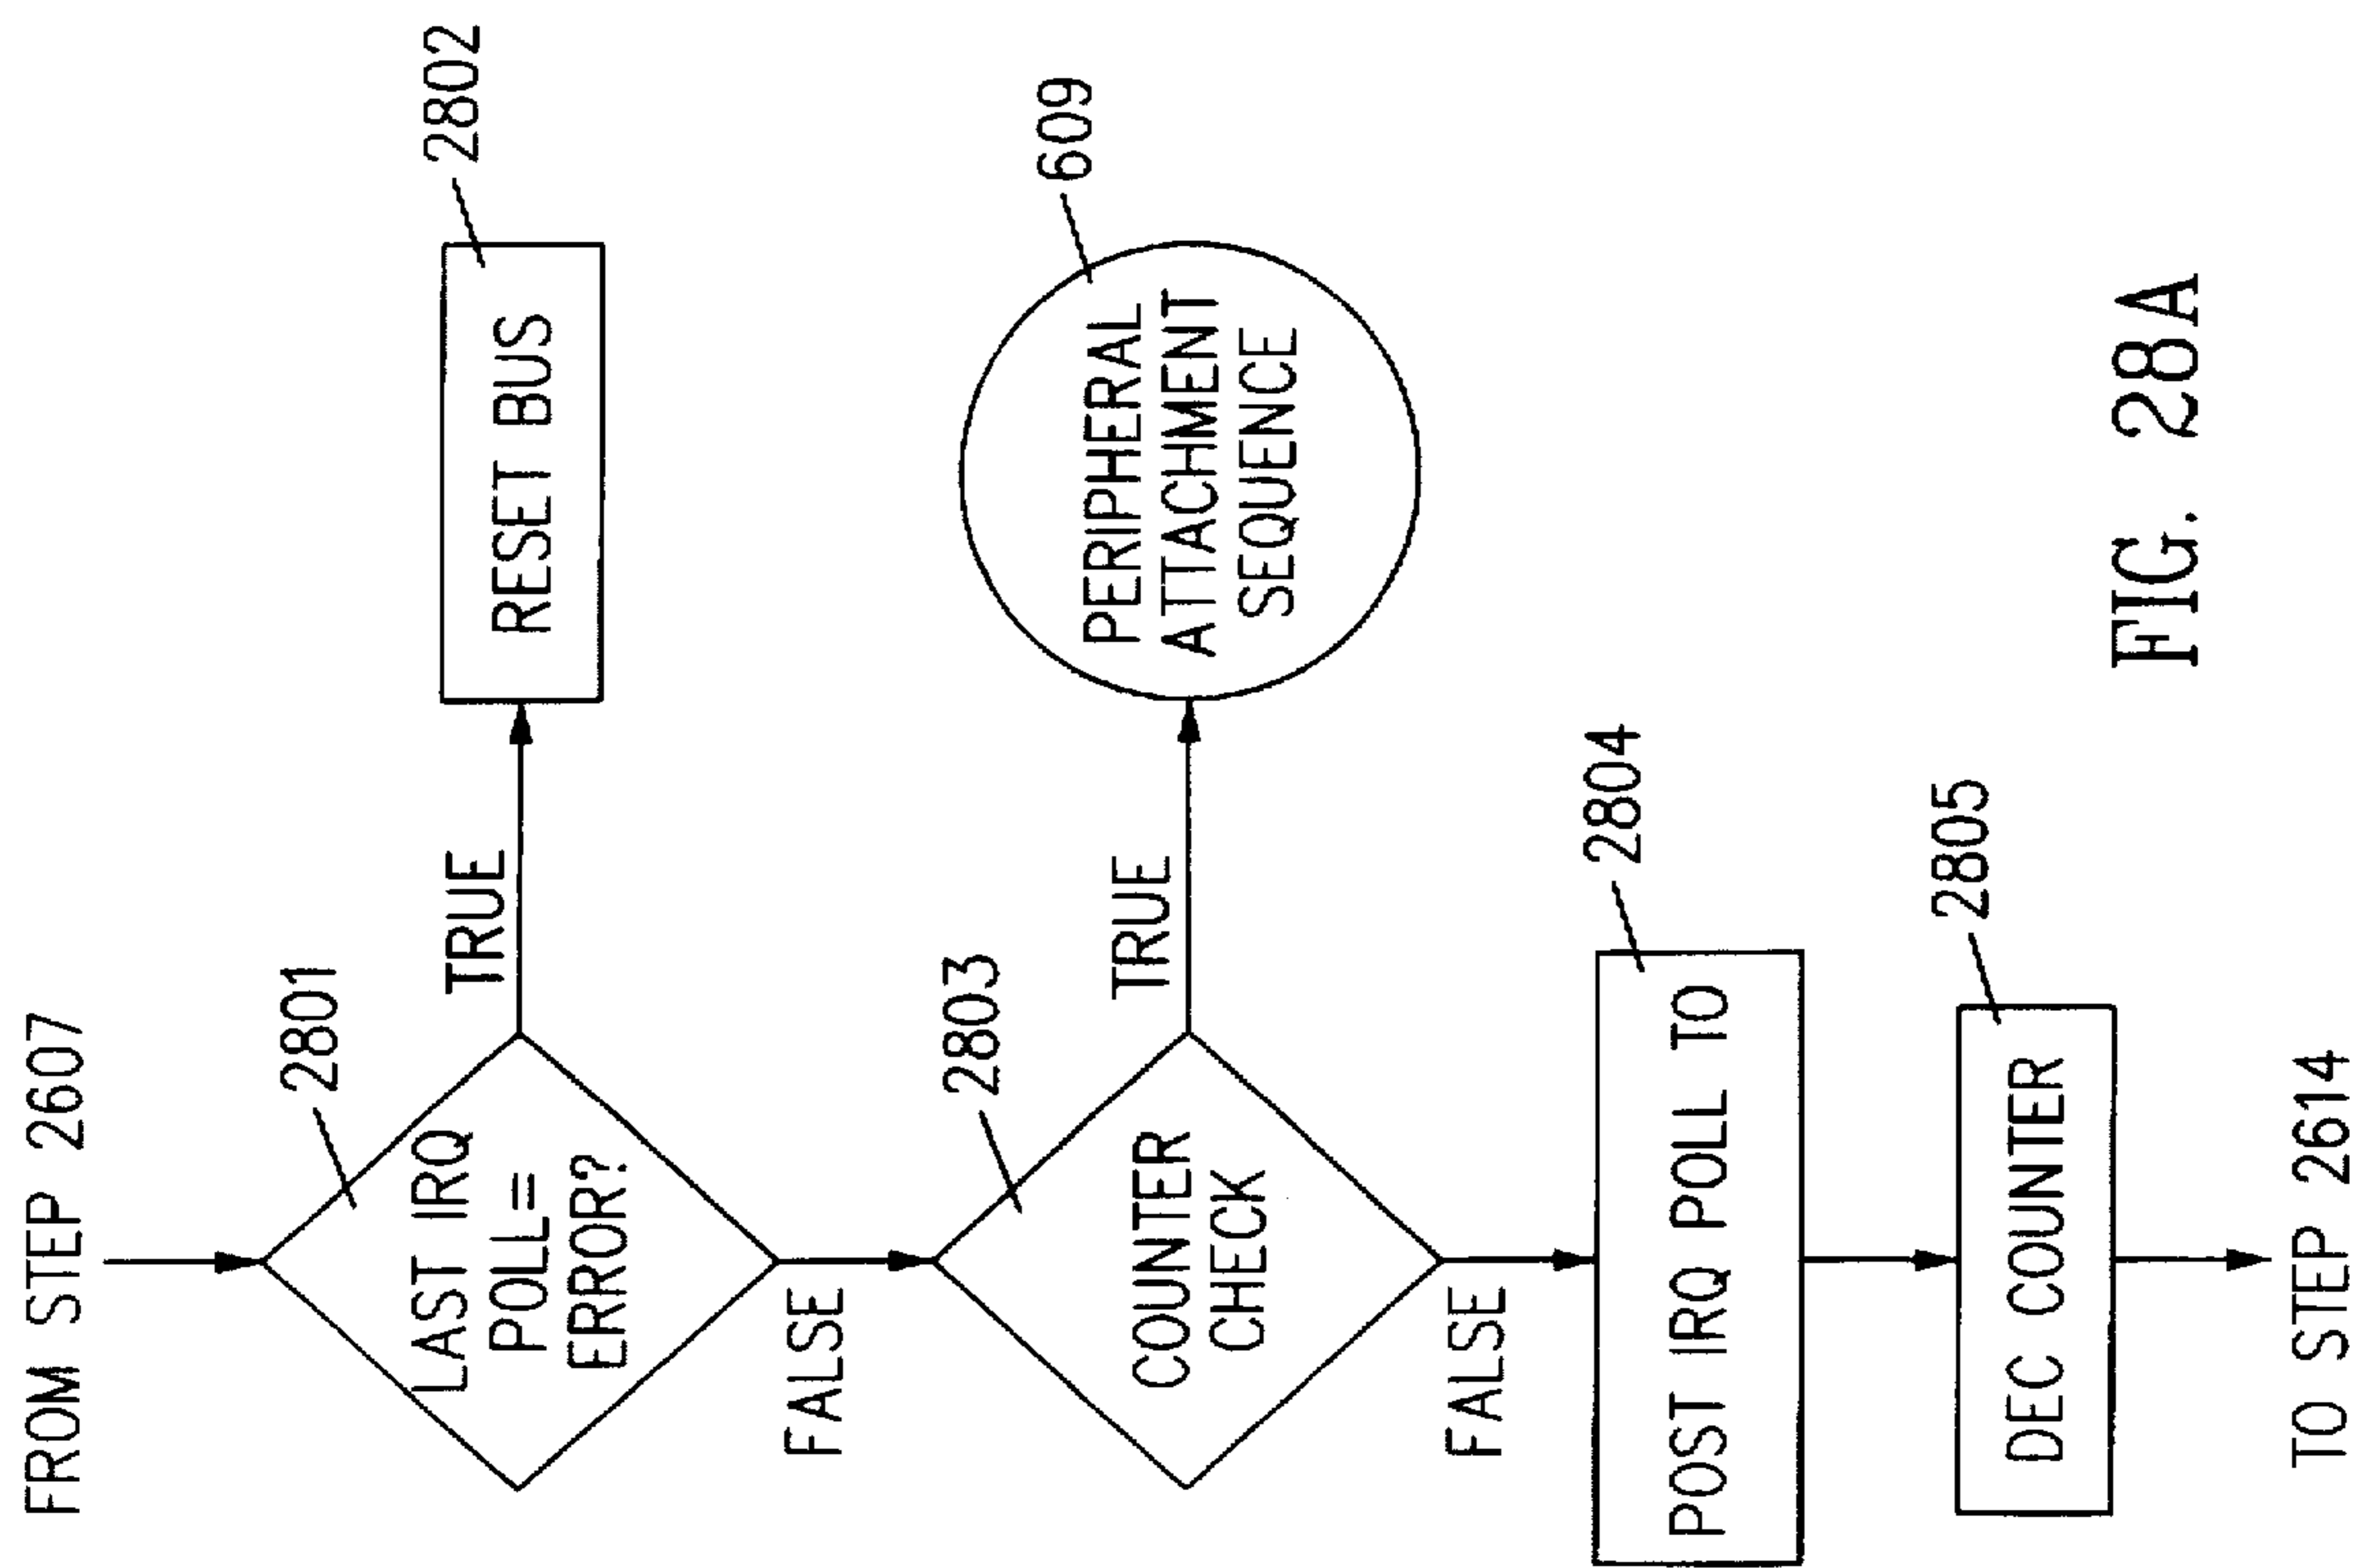 FROM STEP 2607
2801
LAST IRQ
POLL=
ERROR?
TRUE
2802
RESET BUS
FALSE
2803
COUNTER
CHECK
TRUE
609
PERIPHERAL
ATTACHMENT
SEQUENCE
FALSE
2804
POST IRQ POLL TO
2805
DEC COUNTER
TO STEP 2614
FIG. 28A